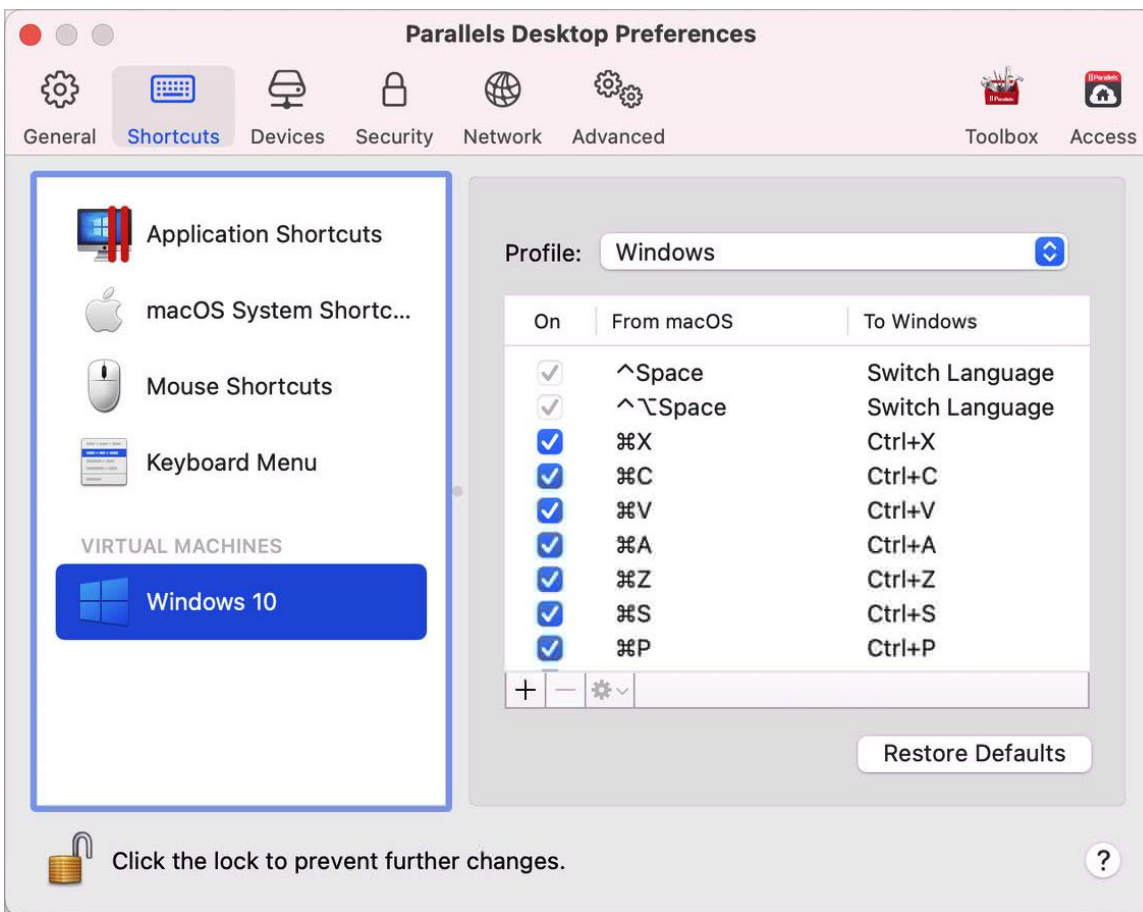 Parallels Desktop Preferences
General Shortcuts Devices Security Network Advanced Toolbox Access
Application Shortcuts
macOS System Shortc...
Mouse Shortcuts
Keyboard Menu
VIRTUAL MACHINES
Windows 10
Profile: Windows
On From macOS To Windows
^Space Switch Language
^⌥Space Switch Language
⌘X Ctrl+X
⌘C Ctrl+C
⌘V Ctrl+V
⌘A Ctrl+A
⌘Z Ctrl+Z
⌘S Ctrl+S
⌘P Ctrl+P
Restore Defaults
Click the lock to prevent further changes.
?